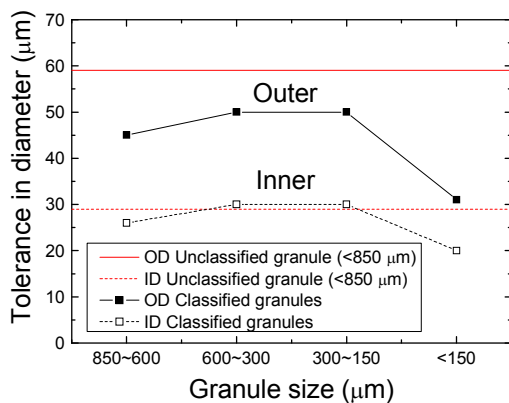 Tolerance in diameter (μm)
70
60
50
40
30
20
10
0
Outer
Inner
OD Unclassified granule (<850 μm)
ID Unclassified granule (<850 μm)
OD Classified granules
ID Classified granules
850~600 600~300 300~150 <150
Granule size (μm)